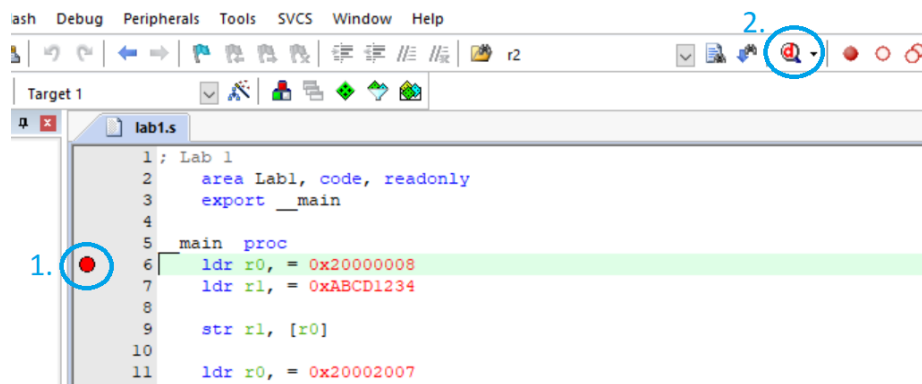 lash Debug Peripherals Tools SVCS Window Help
2.
r2
Target 1
lab1.s
1 ; Lab 1
2 area Lab1, code, readonly
3 export __main
4
5 __main proc
1.
6 ldr r0, = 0x20000008
7 ldr r1, = 0xABCD1234
8
9 str r1, [r0]
10
11 ldr r0, = 0x20002007